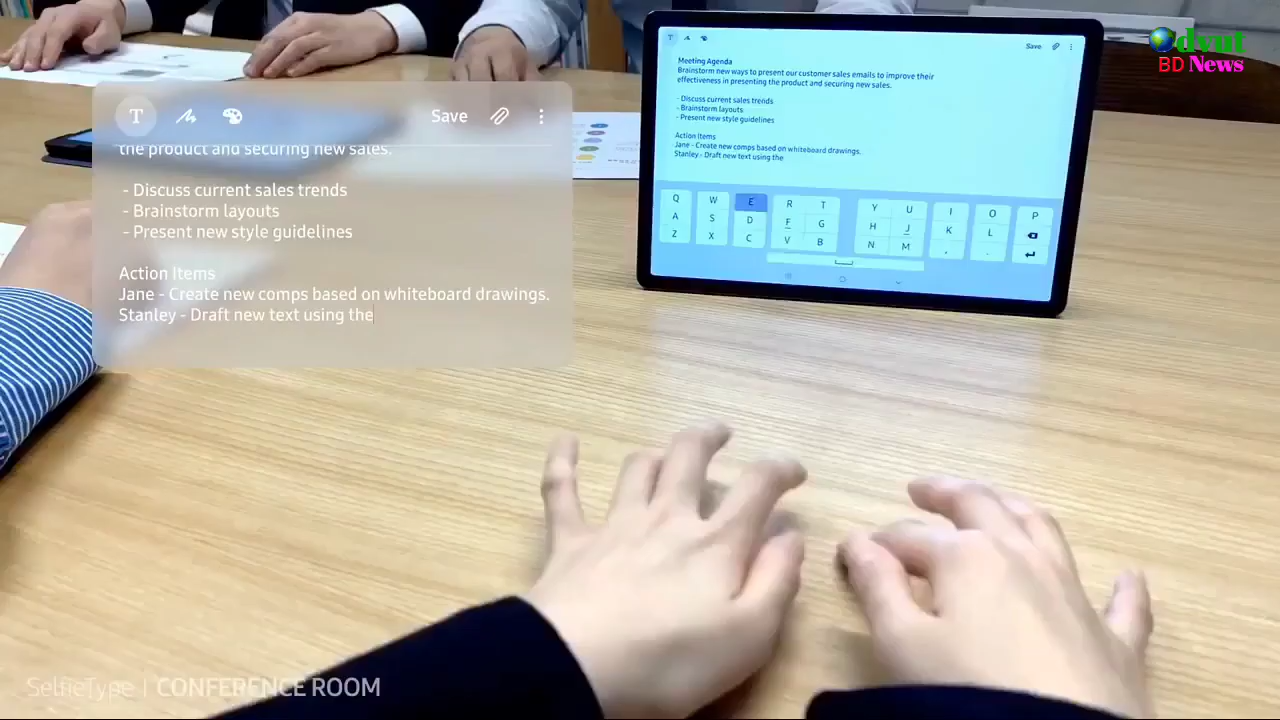 Odvut
BD News
T
Save
the product and securing new sales.
- Discuss current sales trends
- Brainstorm layouts
- Present new style guidelines
Action Items
Jane - Create new comps based on whiteboard drawings.
Stanley - Draft new text using the
T
Save
Meeting Agenda
Brainstorm new ways to present our customer sales emails to improve their
effectiveness in presenting the product and securing new sales.
- Discuss current sales trends
- Brainstorm layouts
- Present new style guidelines
Action Items
Jane - Create new comps based on whiteboard drawings.
Stanley - Draft new text using the
Q W E R T Y U I O P
A S D F G H J K L
Z X C V B N M , .
SelfieType | CONFERENCE ROOM